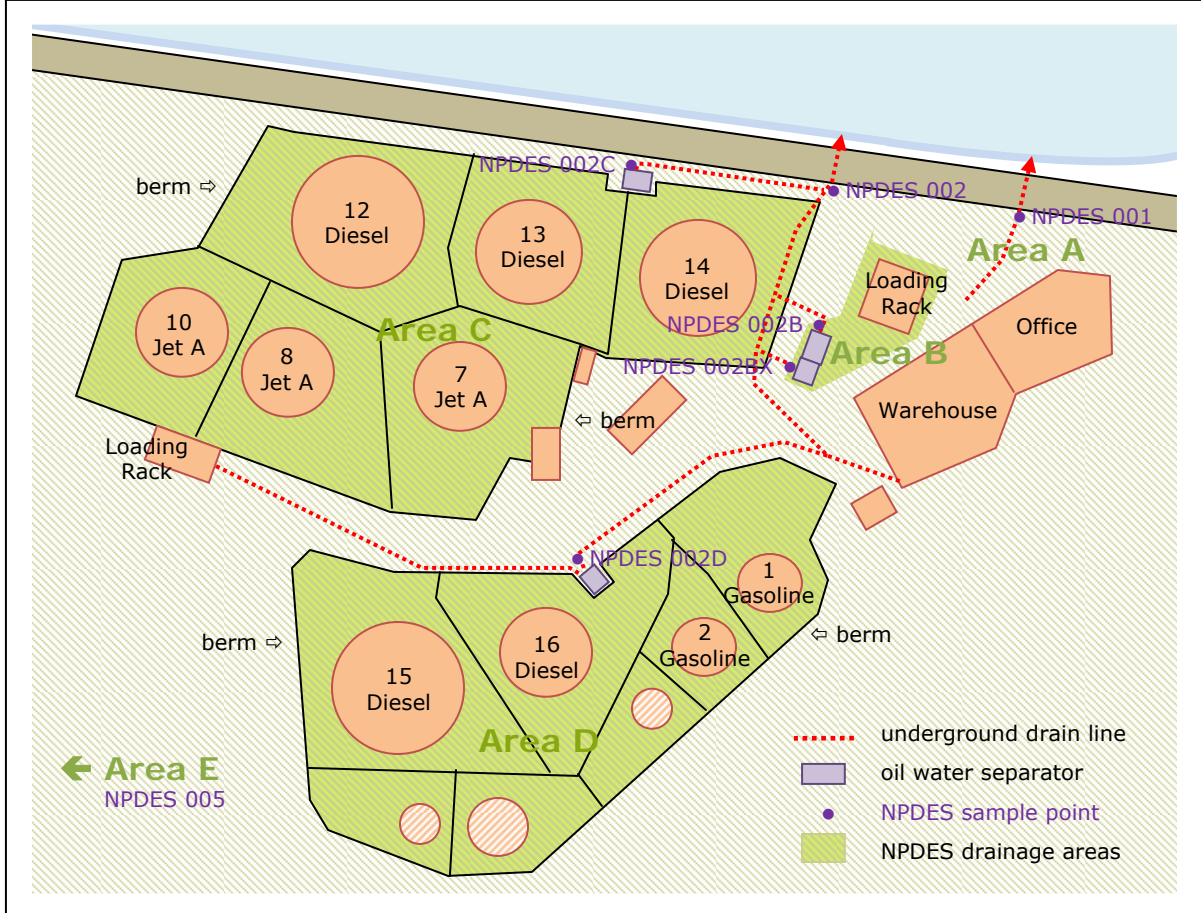 NPDES 002C
berm ⇨
NPDES 002
NPDES 001
12
Diesel
13
Diesel
14
Diesel
Area A
Loading
Rack
10
Jet A
8
Jet A
Area C
7
Jet A
NPDES 002B
Area B
NPDES 002BX
Office
Warehouse
⇦ berm
Loading
Rack
NPDES 002D
1
Gasoline
2
Gasoline
⇦ berm
berm ⇨
16
Diesel
15
Diesel
Area D
Area E
NPDES 005
underground drain line
oil water separator
NPDES sample point
NPDES drainage areas